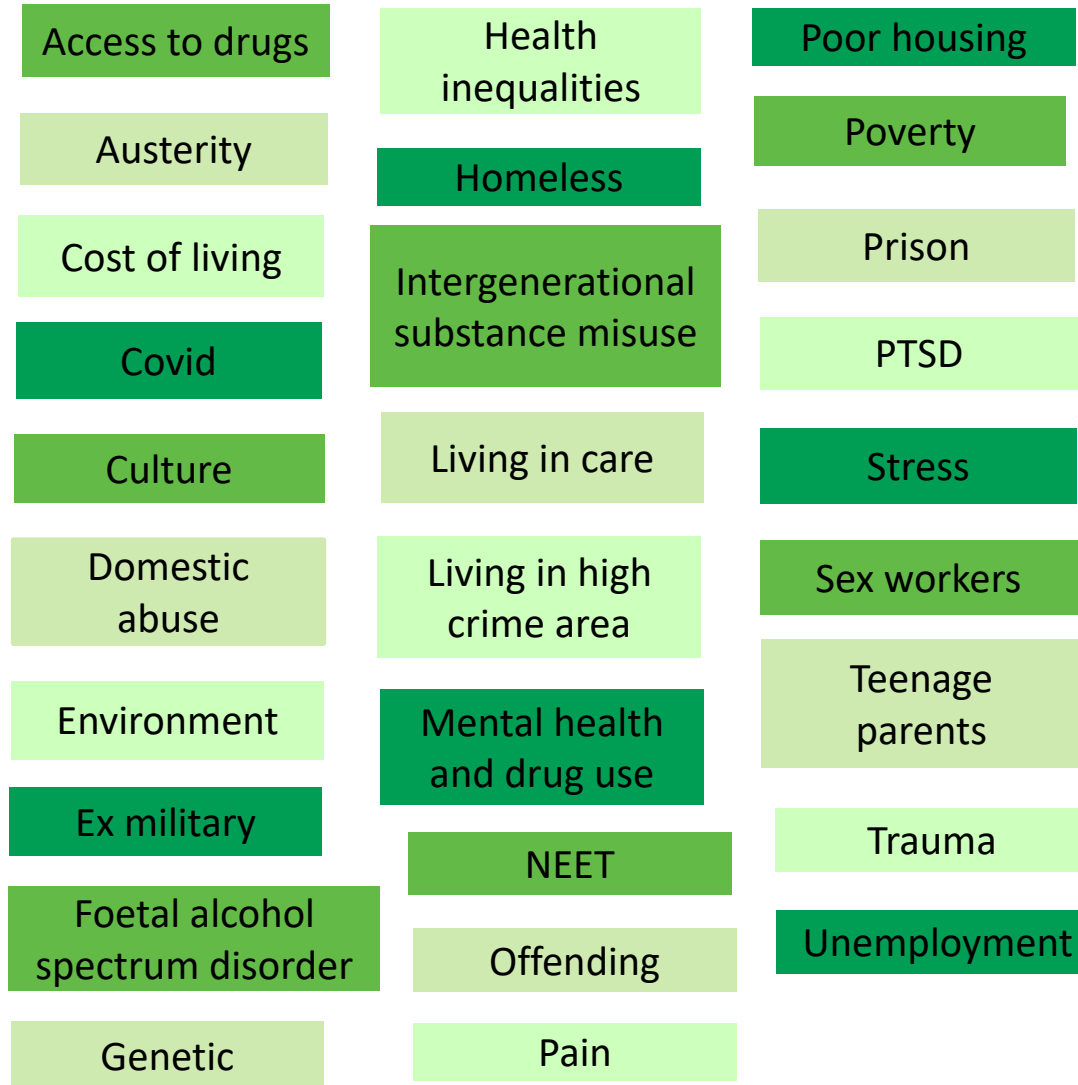 Access to drugs
Austerity
Cost of living
Covid
Culture
Domestic
abuse
Environment
Ex military
Foetal alcohol
spectrum disorder
Genetic
Health
inequalities
Homeless
Intergenerational
substance misuse
Living in care
Living in high
crime area
Mental health
and drug use
NEET
Offending
Pain
Poor housing
Poverty
Prison
PTSD
Stress
Sex workers
Teenage
parents
Trauma
Unemployment